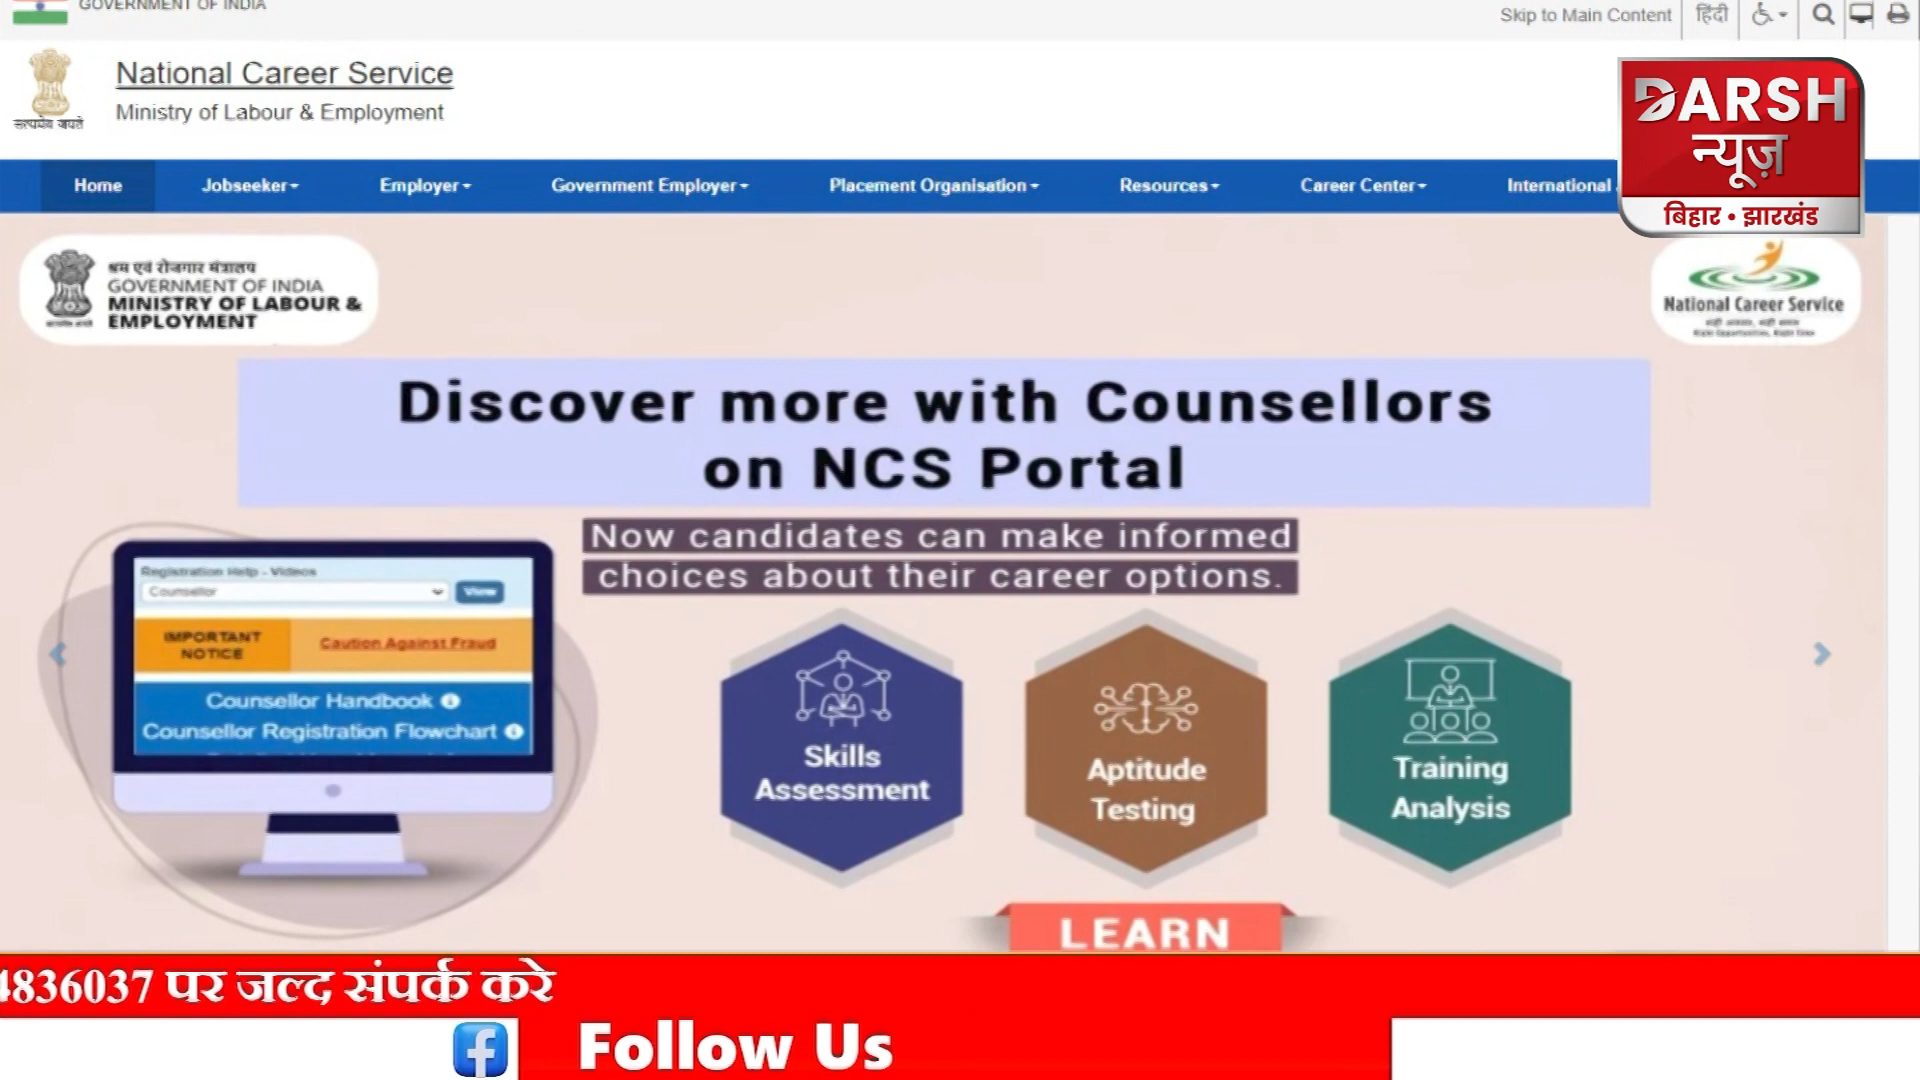 GOVERNMENT OF INDIA
Skip to Main Content
हिंदी
National Career Service
Ministry of Labour & Employment
सत्यमेव जयते
DARSH
न्यूज़
बिहार • झारखंड
Home
Jobseeker
Employer
Government Employer
Placement Organisation
Resources
Career Center
International
श्रम एवं रोजगार मंत्रालय
GOVERNMENT OF INDIA
MINISTRY OF LABOUR &
EMPLOYMENT
National Career Service
Discover more with Counsellors
on NCS Portal
Now candidates can make informed
choices about their career options.
Registration Help - Videos
Counsellor
View
IMPORTANT
NOTICE
Caution Against Fraud
Counsellor Handbook
Counsellor Registration Flowchart
Skills
Assessment
Aptitude
Testing
Training
Analysis
LEARN
4836037 पर जल्द संपर्क करे
Follow Us